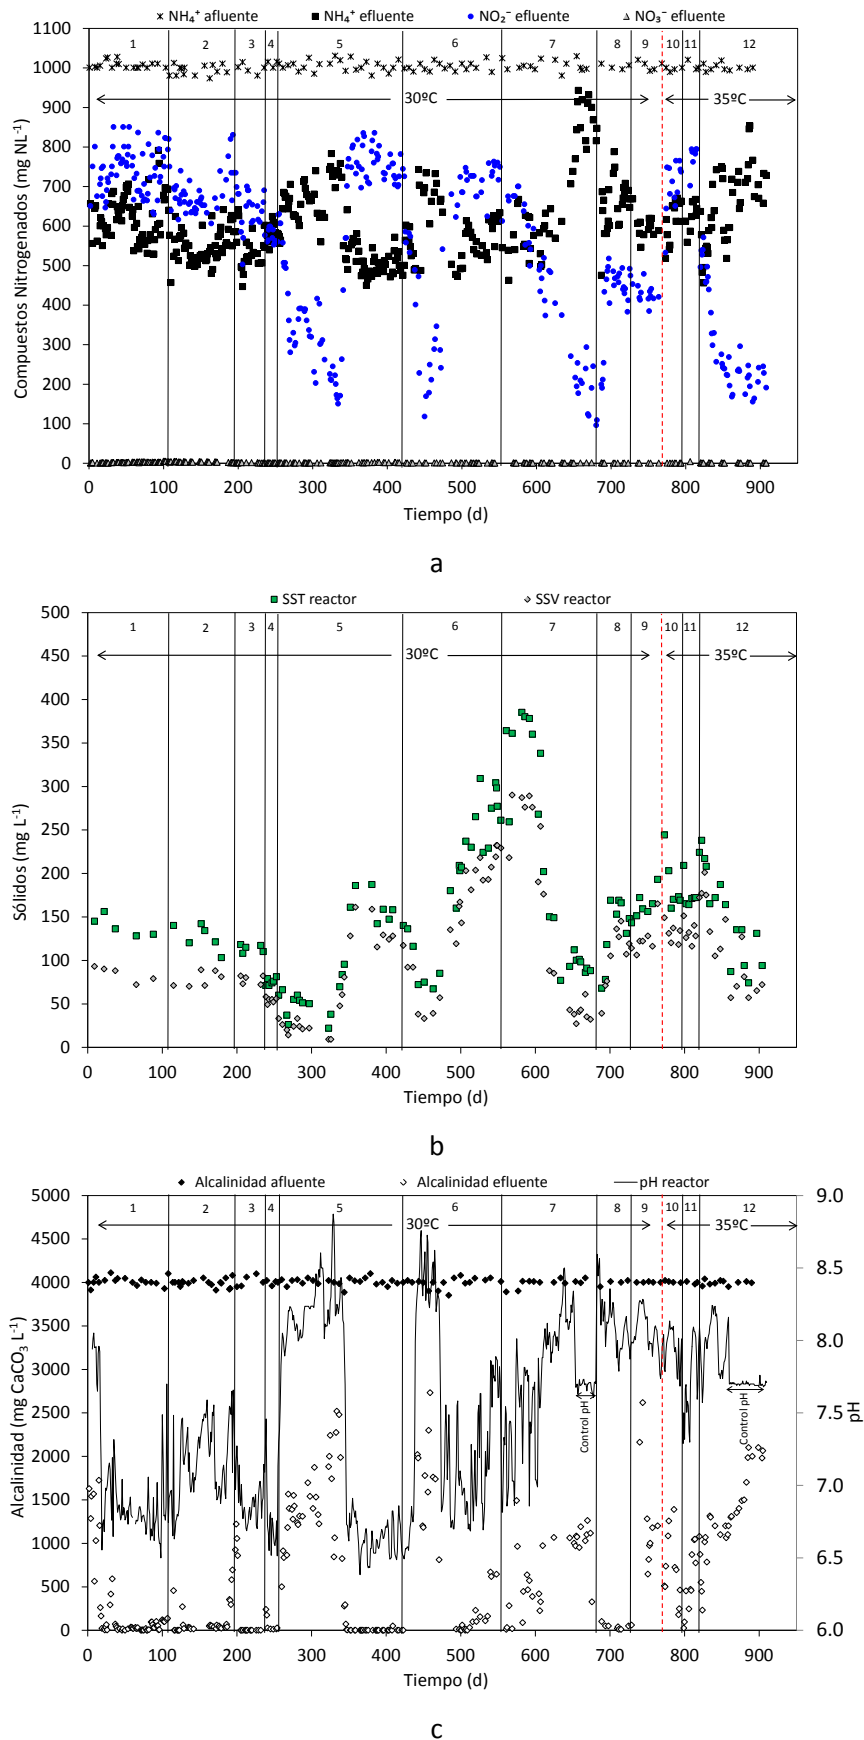 NH₄⁺ afluente NH₄⁺ efluente NO₂⁻ efluente NO₃⁻ efluente
1100
1000
900
800
700
600
500
400
300
200
100
0
1 2 3 4 5 6 7 8 9 10 11 12
30ºC 35ºC
Compuestos Nitrogenados (mg NL⁻¹)
0 100 200 300 400 500 600 700 800 900
Tiempo (d)
a
SST reactor SSV reactor
500
450
400
350
300
250
200
150
100
50
0
1 2 3 4 5 6 7 8 9 10 11 12
30ºC 35ºC
Sólidos (mg L⁻¹)
0 100 200 300 400 500 600 700 800 900
Tiempo (d)
b
Alcalinidad afluente Alcalinidad efluente pH reactor
5000
4500
4000
3500
3000
2500
2000
1500
1000
500
0
1 2 3 4 5 6 7 8 9 10 11 12
30ºC 35ºC
Control pH
Control pH
Alcalinidad (mg CaCO₃ L⁻¹)
9.0
8.5
8.0
7.5
7.0
6.5
6.0
pH
0 100 200 300 400 500 600 700 800 900
Tiempo (d)
c